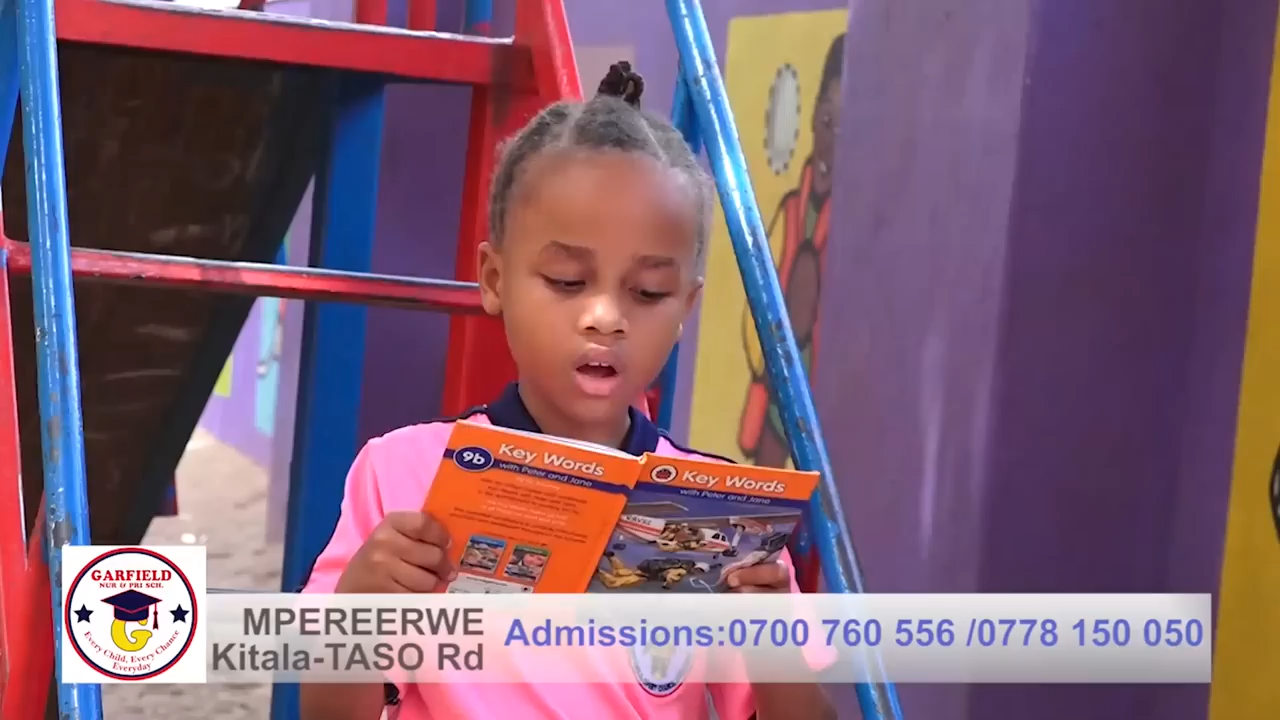 9b
Key Words
with Peter and Jane
Key Words
with Peter and Jane
GARFIELD
NUR & PRI SCH.
G
Every Child, Every Chance
Everyday
MPEREERWE
Kitala-TASO Rd
Admissions:0700 760 556 /0778 150 050